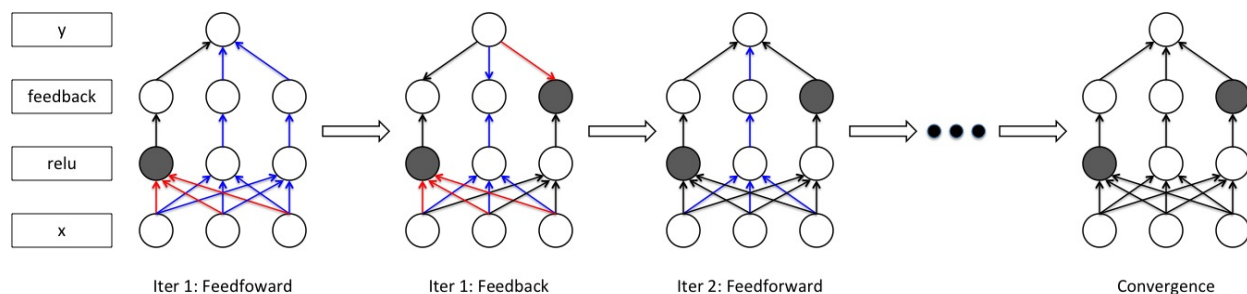 y
feedback
relu
x
Iter 1: Feedfoward
Iter 1: Feedback
Iter 2: Feedforward
Convergence